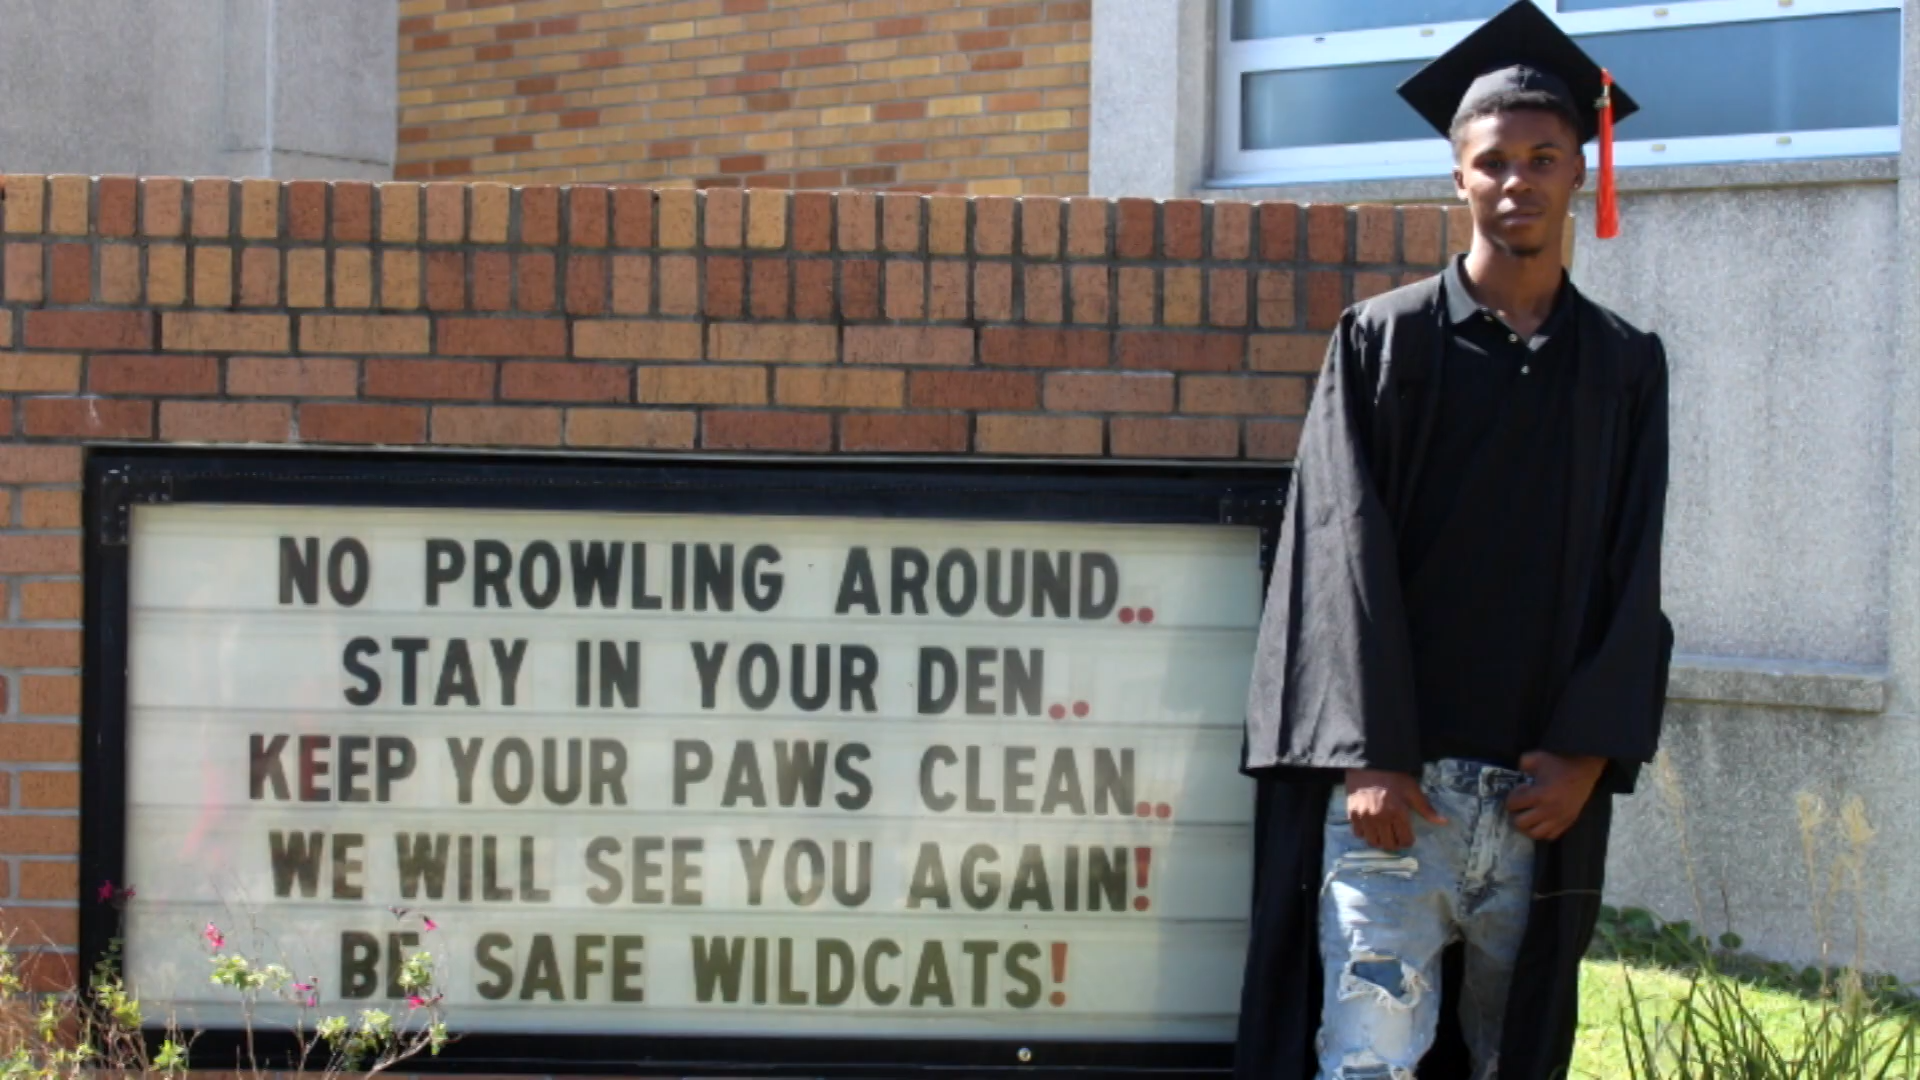 NO PROWLING AROUND..
STAY IN YOUR DEN..
KEEP YOUR PAWS CLEAN..
WE WILL SEE YOU AGAIN!
BE SAFE WILDCATS!